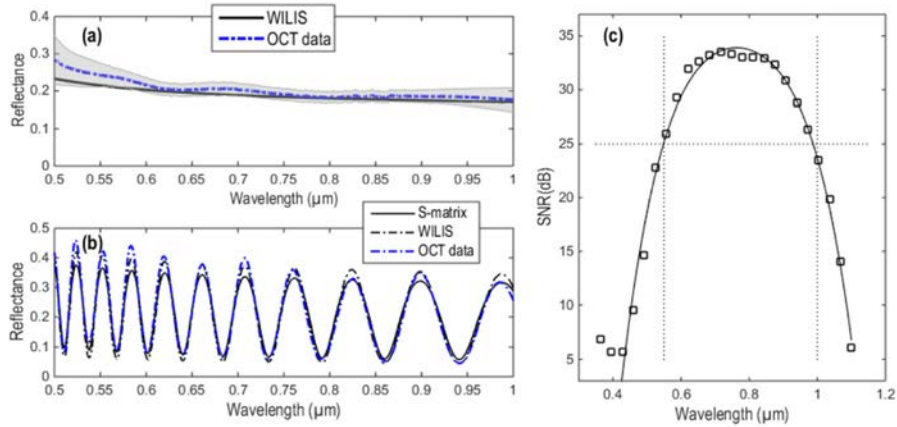 (a)
WILIS
OCT data
Reflectance
0.4
0.3
0.2
0.1
0
0.5 0.55 0.6 0.65 0.7 0.75 0.8 0.85 0.9 0.95 1
Wavelength (µm)
(b)
S-matrix
WILIS
OCT data
Reflectance
0.5
0.4
0.3
0.2
0.1
0
0.5 0.55 0.6 0.65 0.7 0.75 0.8 0.85 0.9 0.95 1
Wavelength (µm)
(c)
SNR(dB)
35
30
25
20
15
10
5
0.4 0.6 0.8 1 1.2
Wavelength (µm)